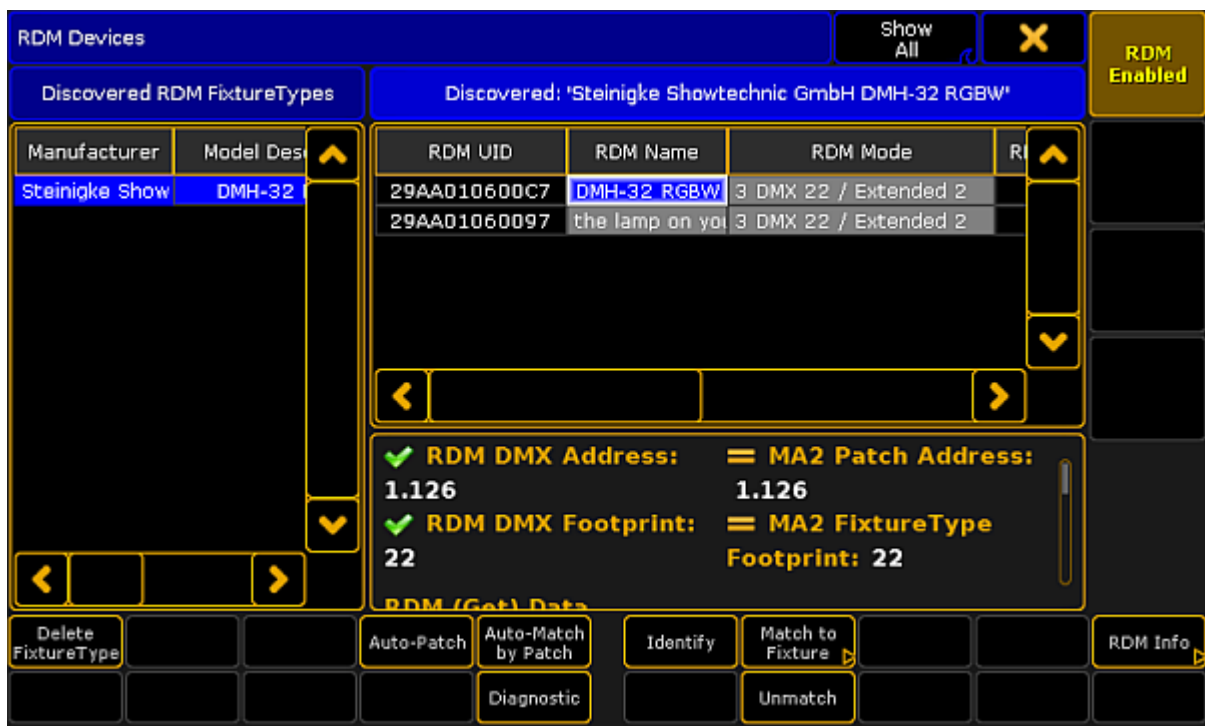 RDM Devices
Show
All
RDM
Enabled
Discovered RDM FixtureTypes
Discovered: 'Steinigke Showtechnic GmbH DMH-32 RGBW'
Manufacturer Model Des
RDM UID RDM Name RDM Mode
Steinigke Show DMH-32
29AA010600C7 DMH-32 RGBW 3 DMX 22 / Extended 2
29AA01060097 the lamp on you 3 DMX 22 / Extended 2
RDM DMX Address: = MA2 Patch Address:
1.126 1.126
RDM DMX Footprint: = MA2 FixtureType
22 Footprint: 22
RDM (Get) Data
Delete
FixtureType
Auto-Patch
Auto-Match
by Patch
Identify
Match to
Fixture
RDM Info
Diagnostic
Unmatch